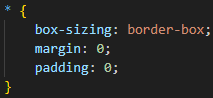 * {
    box-sizing: border-box;
    margin: 0;
    padding: 0;
}